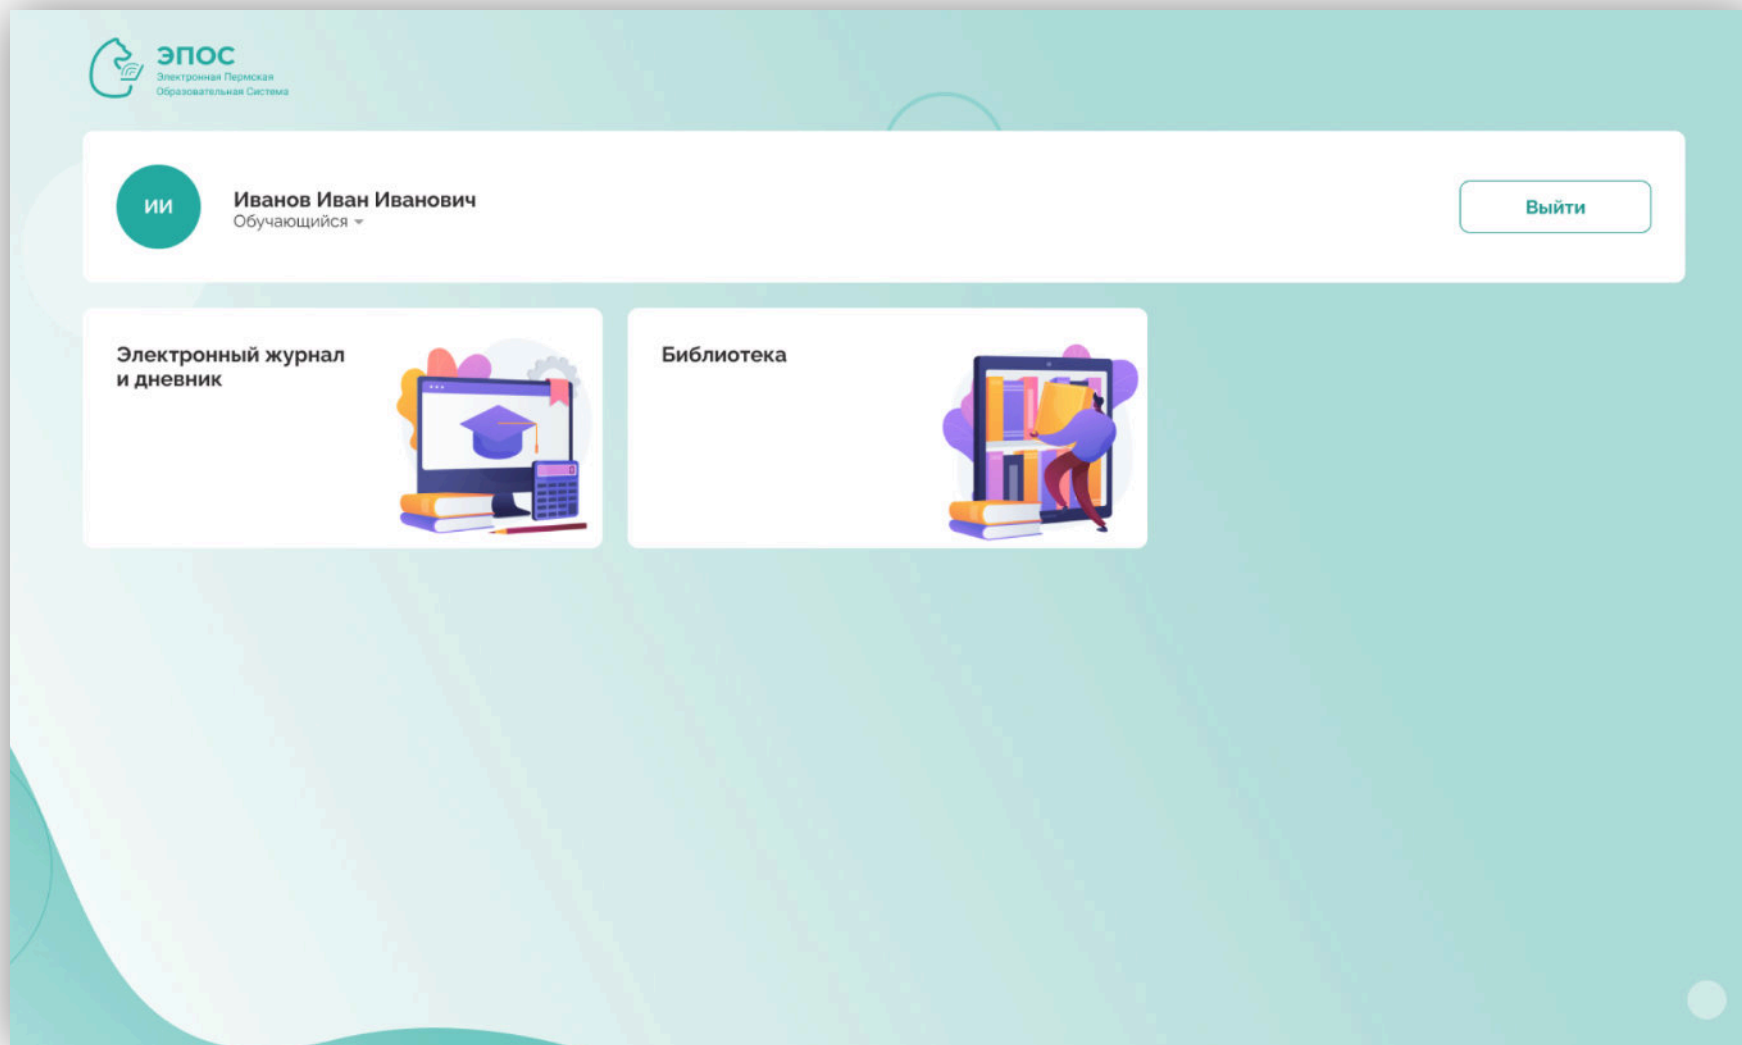 ЭПОС
Электронная Пермская
Образовательная Система
ИИ
Иванов Иван Иванович
Обучающийся
Выйти
Электронный журнал
и дневник
Библиотека